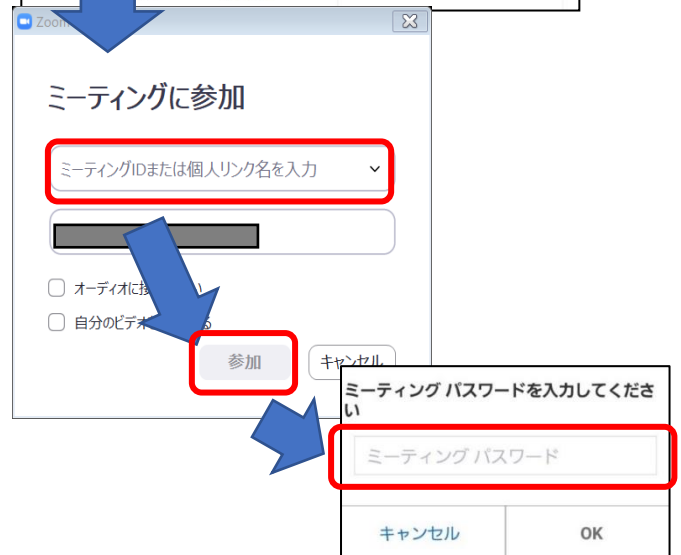 Zoom
ミーティングに参加
ミーティングIDまたは個人リンク名を入力
オーディオに接
自分のビデオ
参加
キャンセル
ミーティング パスワードを入力してくださ
い
ミーティング パスワード
キャンセル
OK